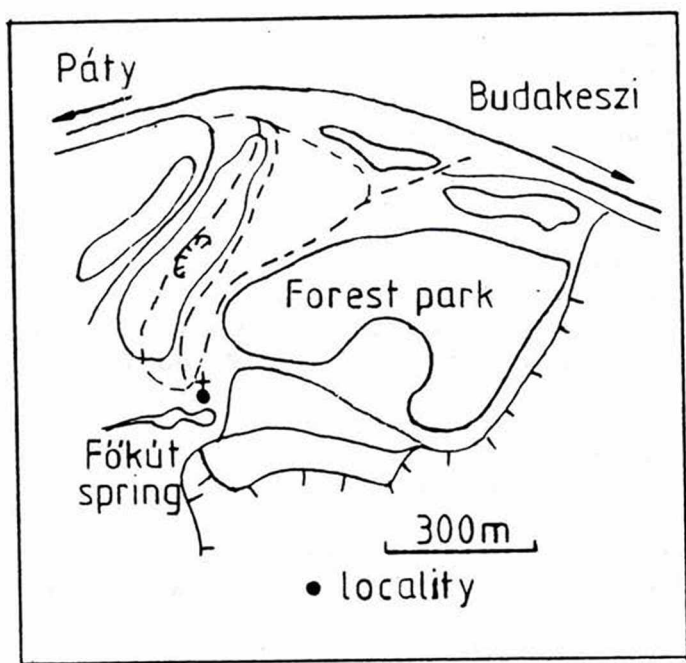 Páty
Budakeszi
Forest park
Főkút
spring
300m
locality